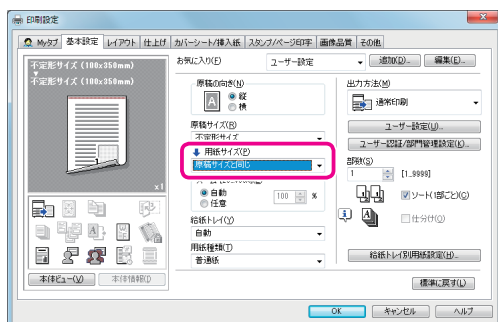 印刷設定
Myタブ 基本設定 レイアウト 仕上げ カバーシート/挿入紙 スタンプ/ページ印字 画像品質 その他
不定形サイズ (100x350mm)
不定形サイズ (100x350mm)
x1
お気に入り(F) ユーザー設定 追加(D)... 編集(E)...
原稿の向き(N)
A 縦
横
原稿サイズ(R)
不定形サイズ
用紙サイズ(P)
原稿サイズと同じ
自動
任意
100 %
給紙トレイ(Y)
自動
用紙種類(T)
普通紙
出力方法(M)
通常印刷
ユーザー設定(U)...
ユーザー認証/部門管理設定(K)...
部数(S)
1 [1..9999]
ソート(1部ごと)(C)
仕分け(O)
給紙トレイ別用紙設定(H)...
本体ビュー(V) 本体情報(I)
標準に戻す(L)
OK キャンセル ヘルプ